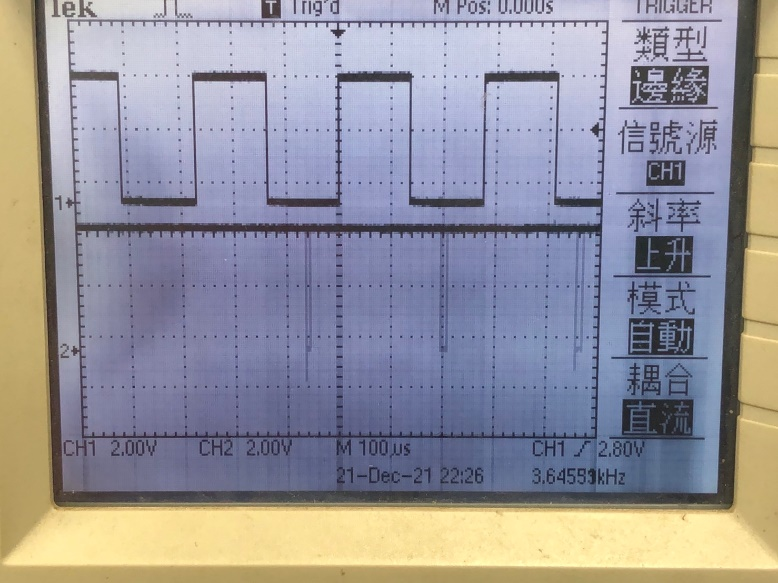 Tek T Trig'd M Pos: 0.000s TRIGGER
類型
邊緣
信號源
CH1
斜率
上升
模式
自動
耦合
直流
1
2
CH1 2.00V CH2 2.00V M 100µs CH1 2.80V
21-Dec-21 22:26